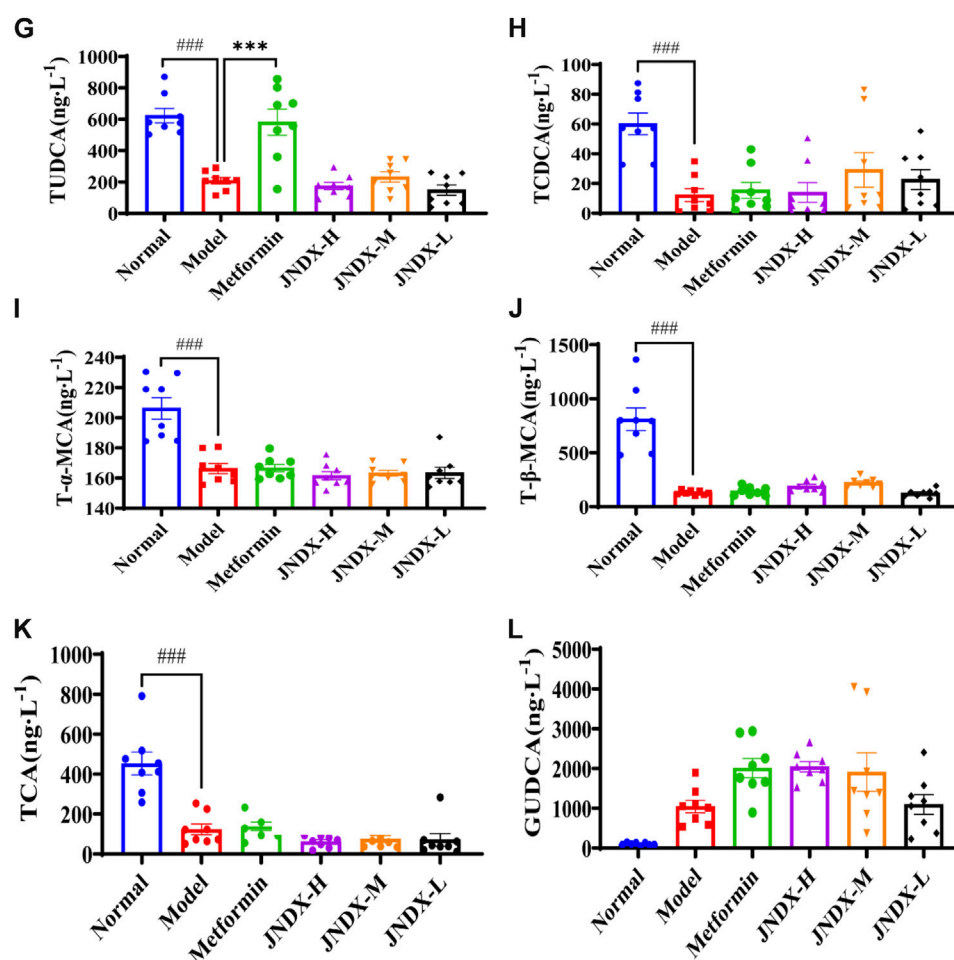 G
TUDCA(ng·L⁻¹)
1000
800
600
400
200
0
###
***
Normal
Model
Metformin
JNDX-H
JNDX-M
JNDX-L
H
TCDCA(ng·L⁻¹)
100
80
60
40
20
0
###
Normal
Model
Metformin
JNDX-H
JNDX-M
JNDX-L
I
T-α-MCA(ng·L⁻¹)
240
220
200
180
160
140
###
Normal
Model
Metformin
JNDX-H
JNDX-M
JNDX-L
J
T-β-MCA(ng·L⁻¹)
1500
1000
500
0
###
Normal
Model
Metformin
JNDX-H
JNDX-M
JNDX-L
K
TCA(ng·L⁻¹)
1000
800
600
400
200
0
###
Normal
Model
Metformin
JNDX-H
JNDX-M
JNDX-L
L
GUDCA(ng·L⁻¹)
5000
4000
3000
2000
1000
0
Normal
Model
Metformin
JNDX-H
JNDX-M
JNDX-L